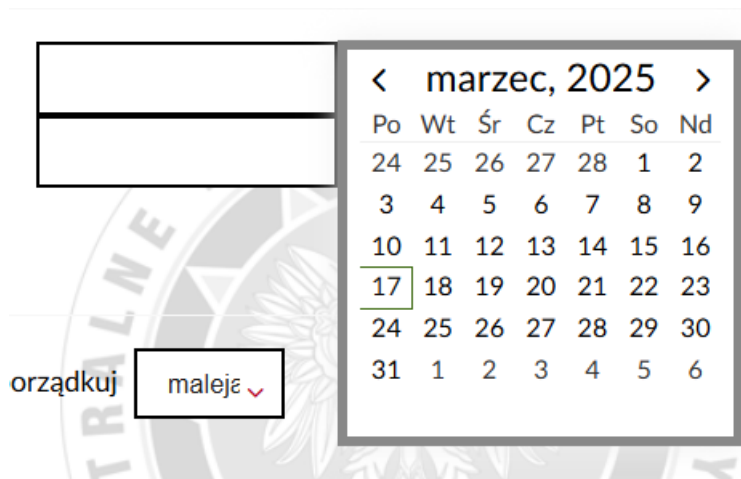 marzec, 2025
Po Wt Śr Cz Pt So Nd
24 25 26 27 28 1 2
3 4 5 6 7 8 9
10 11 12 13 14 15 16
17 18 19 20 21 22 23
24 25 26 27 28 29 30
31 1 2 3 4 5 6
orządkuj maleją
TRALNE